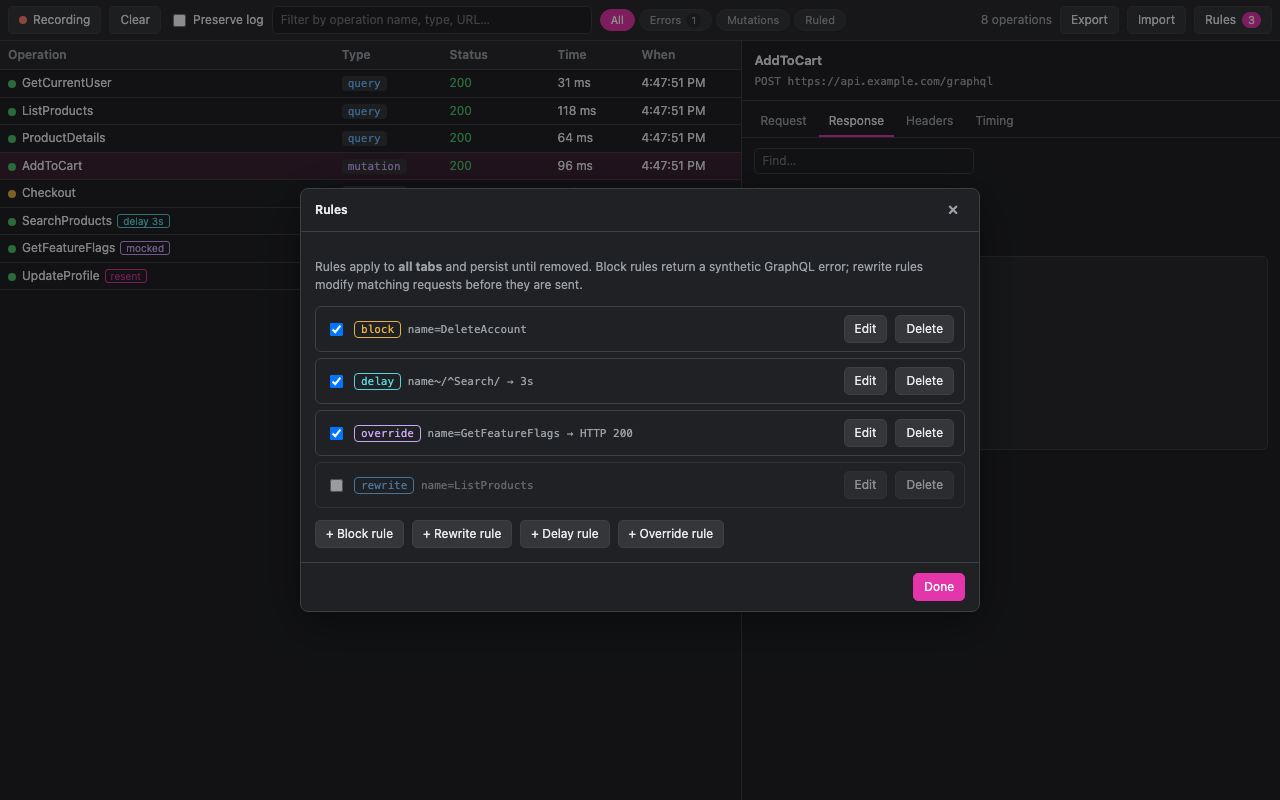 Recording Clear Preserve log Filter by operation name, type, URL... All Errors 1 Mutations Ruled 8 operations Export Import Rules 3
Operation Type Status Time When
GetCurrentUser query 200 31 ms 4:47:51 PM
ListProducts query 200 118 ms 4:47:51 PM
ProductDetails query 200 64 ms 4:47:51 PM
AddToCart mutation 200 96 ms 4:47:51 PM
Checkout
SearchProducts delay 3s
GetFeatureFlags mocked
UpdateProfile resent
AddToCart
POST https://api.example.com/graphql
Request Response Headers Timing
Find...
Rules ×
Rules apply to all tabs and persist until removed. Block rules return a synthetic GraphQL error; rewrite rules
modify matching requests before they are sent.
block name=DeleteAccount Edit Delete
delay name~/^Search/ → 3s Edit Delete
override name=GetFeatureFlags → HTTP 200 Edit Delete
rewrite name=ListProducts Edit Delete
+ Block rule + Rewrite rule + Delay rule + Override rule
Done